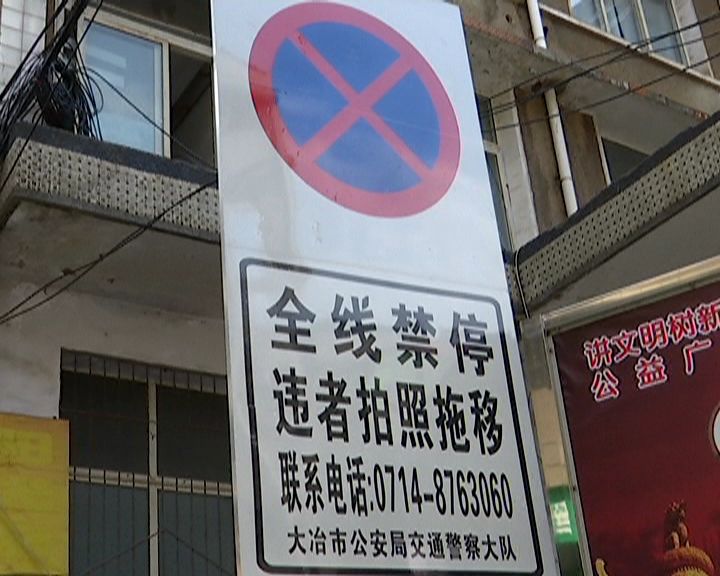 全线禁停
违者拍照拖移
联系电话:0714-8763060
大冶市公安局交通警察大队
讲文明树新
公益广